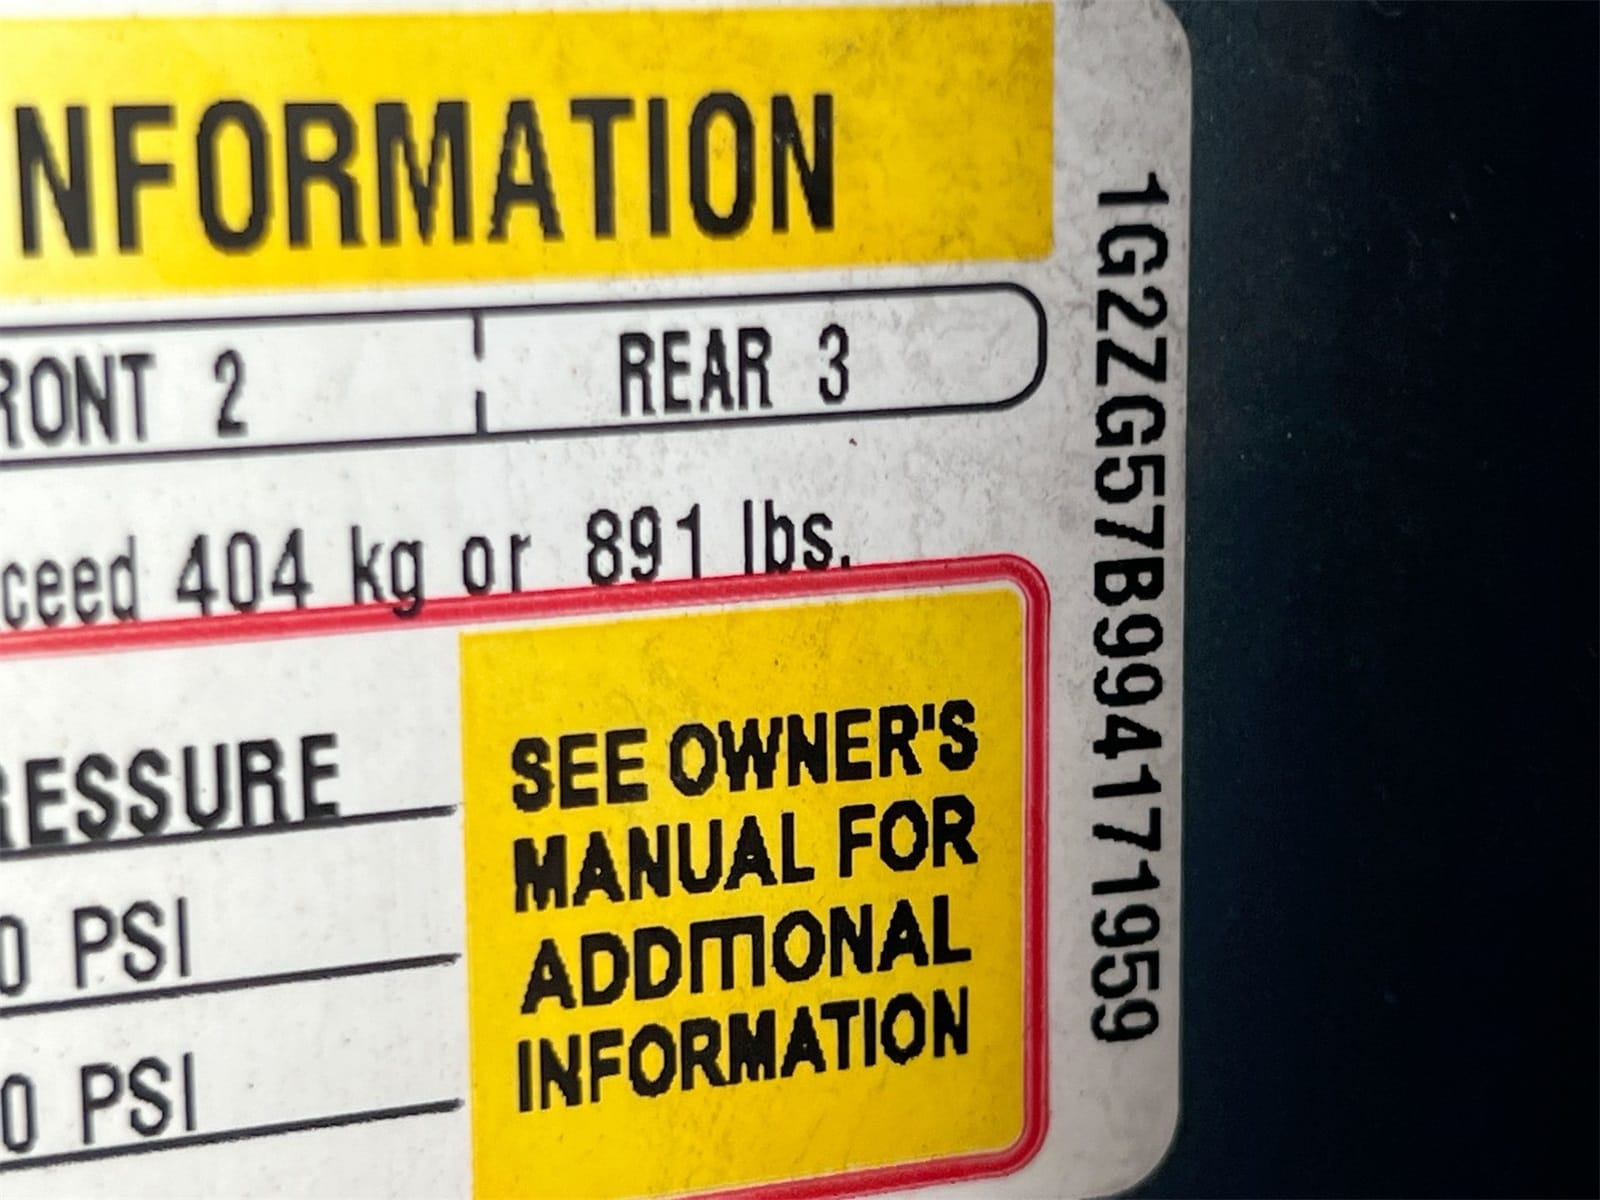 NFORMATION
RONT 2 REAR 3
ceed 404 kg or 891 lbs.
RESSURE
0 PSI
0 PSI
SEE OWNER'S
MANUAL FOR
ADDITIONAL
INFORMATION
1G2ZG57B994171959